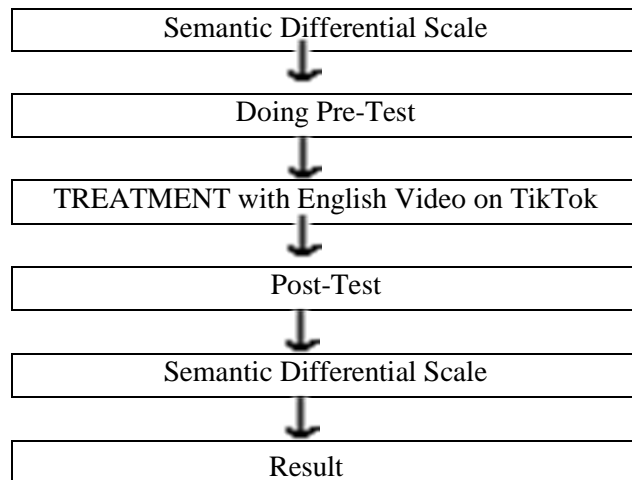 Semantic Differential Scale
Doing Pre-Test
TREATMENT with English Video on TikTok
Post-Test
Semantic Differential Scale
Result